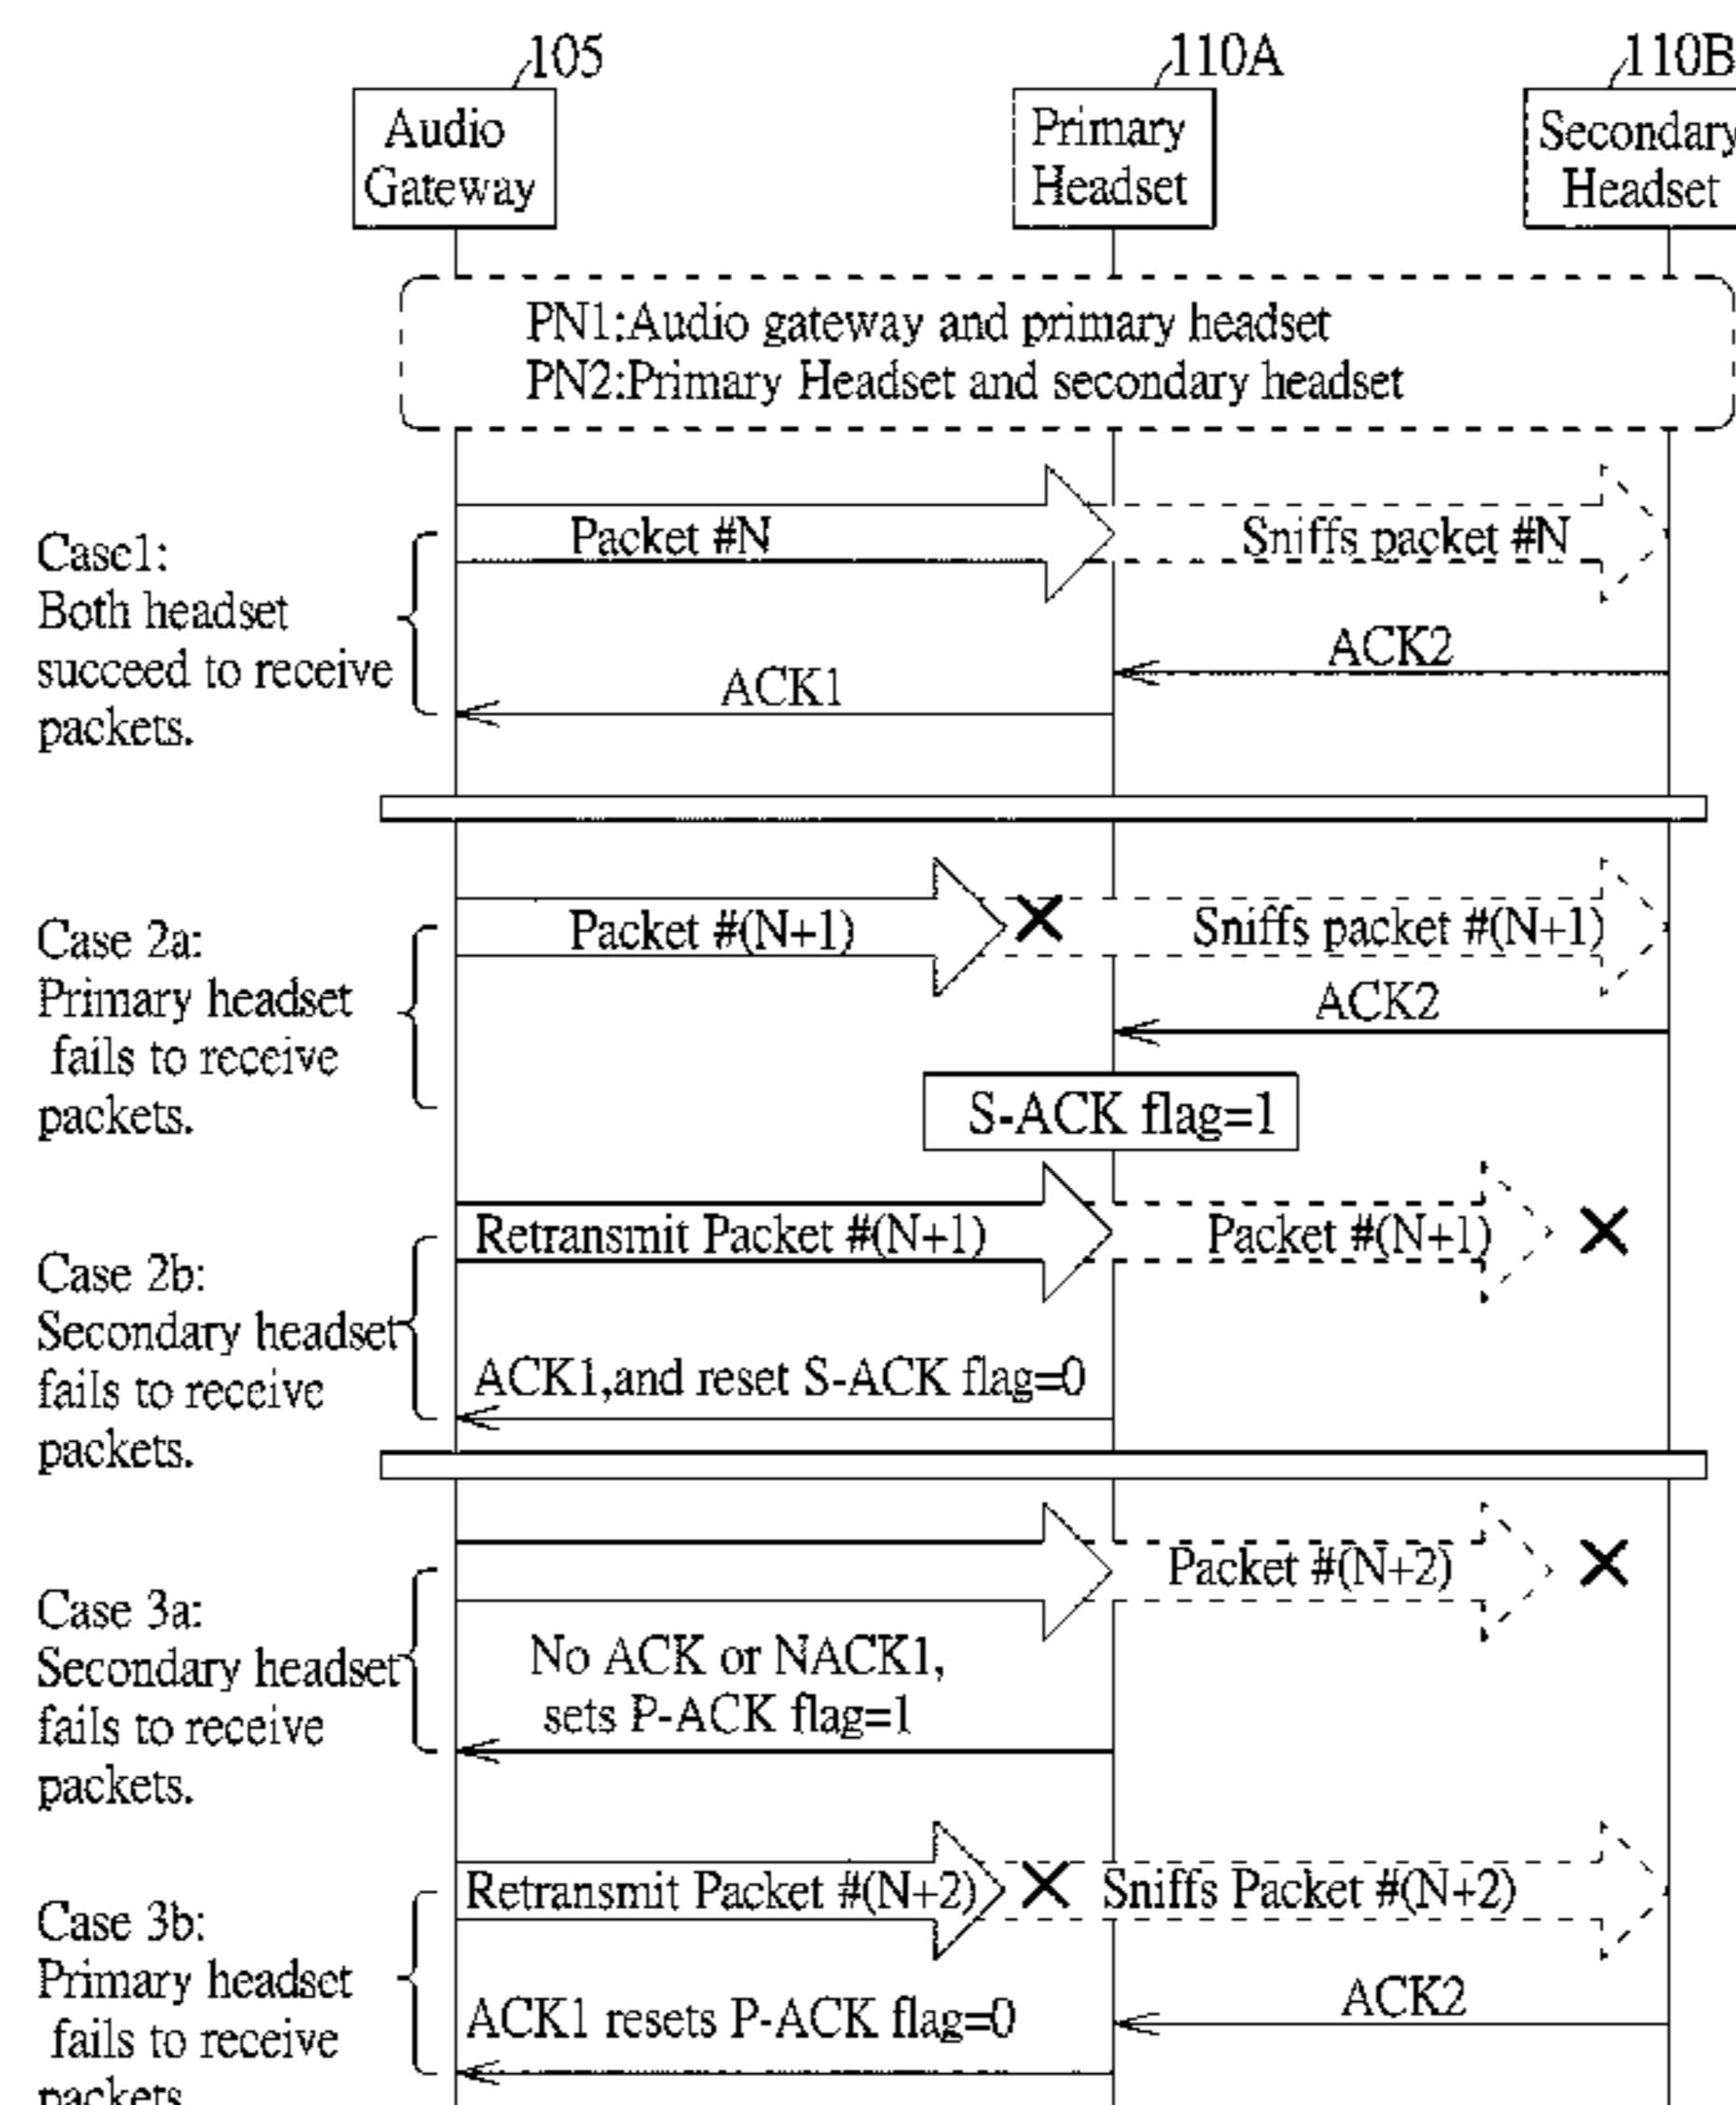 105
110A
110B
Audio
Gateway
Primary
Headset
Secondary
Headset
PN1:Audio gateway and primary headset
PN2:Primary Headset and secondary headset
Case1:
Both headset
succeed to receive
packets.
Packet #N
Sniffs packet #N
ACK2
ACK1
Case 2a:
Primary headset
fails to receive
packets.
Packet #(N+1)
Sniffs packet #(N+1)
ACK2
S-ACK flag=1
Case 2b:
Secondary headset
fails to receive
packets.
Retransmit Packet #(N+1)
Packet #(N+1)
ACK1,and reset S-ACK flag=0
Case 3a:
Secondary headset
fails to receive
packets.
Packet #(N+2)
No ACK or NACK1,
sets P-ACK flag=1
Case 3b:
Primary headset
fails to receive
packets
Retransmit Packet #(N+2)
Sniffs Packet #(N+2)
ACK2
ACK1 resets P-ACK flag=0